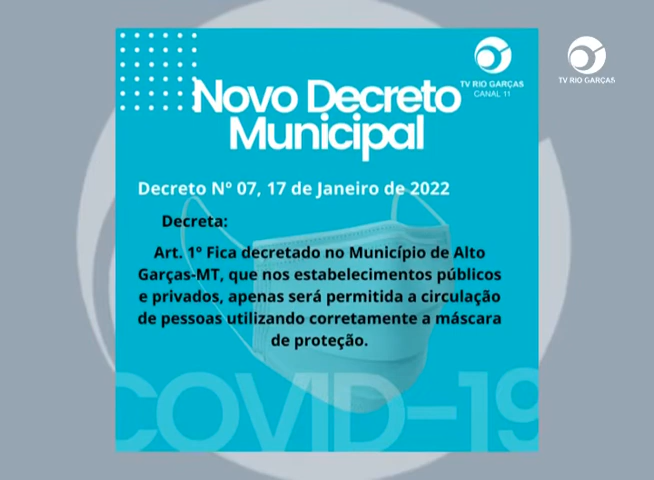 TV RIO GARÇAS
CANAL 11
TV RIO GARÇAS
Novo Decreto
Municipal
Decreto Nº 07, 17 de Janeiro de 2022
Decreta:
Art. 1º Fica decretado no Município de Alto
Garças-MT, que nos estabelecimentos públicos
e privados, apenas será permitida a circulação
de pessoas utilizando corretamente a máscara
de proteção.
COVID-19